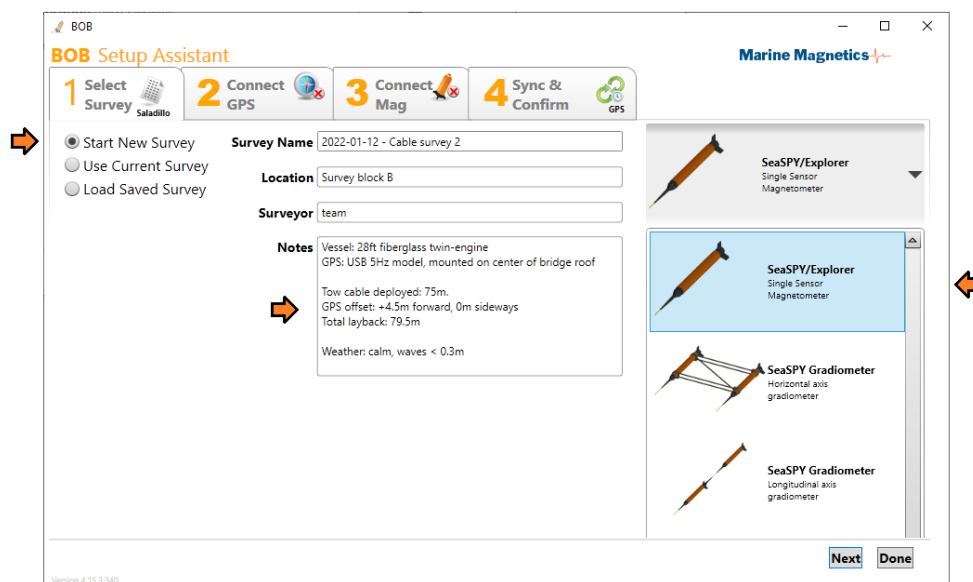 BOB
BOB Setup Assistant
Marine Magnetics
1 Select Survey
Saladillo
2 Connect GPS
3 Connect Mag
4 Sync & Confirm
GPS
Start New Survey
Use Current Survey
Load Saved Survey
Survey Name 2022-01-12 - Cable survey 2
Location Survey block B
Surveyor team
Notes Vessel: 28ft fiberglass twin-engine
GPS: USB 5Hz model, mounted on center of bridge roof
Tow cable deployed: 75m.
GPS offset: +4.5m forward, 0m sideways
Total layback: 79.5m
Weather: calm, waves < 0.3m
SeaSPY/Explorer
Single Sensor
Magnetometer
SeaSPY/Explorer
Single Sensor
Magnetometer
SeaSPY Gradiometer
Horizontal axis
gradiometer
SeaSPY Gradiometer
Longitudinal axis
gradiometer
Next Done
Version 4.15.3.540